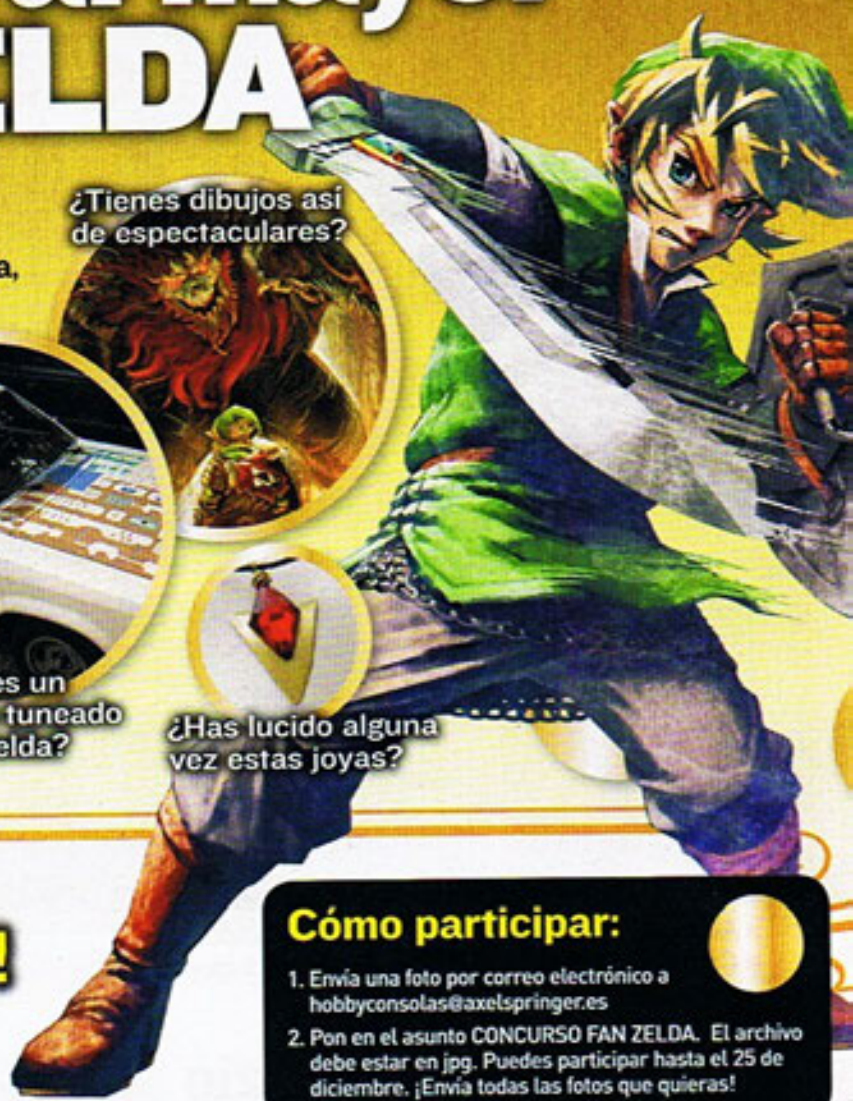 ELDA
¿Tienes dibujos así
de espectaculares?
a,
es un
tuneado
elda?
¿Has lucido alguna
vez estas joyas?
!
Cómo participar:
1. Envía una foto por correo electrónico a
hobbyconsolas@axelspringer.es
2. Pon en el asunto CONCURSO FAN ZELDA. El archivo
debe estar en jpg. Puedes participar hasta el 25 de
diciembre. ¡Envía todas las fotos que quieras!